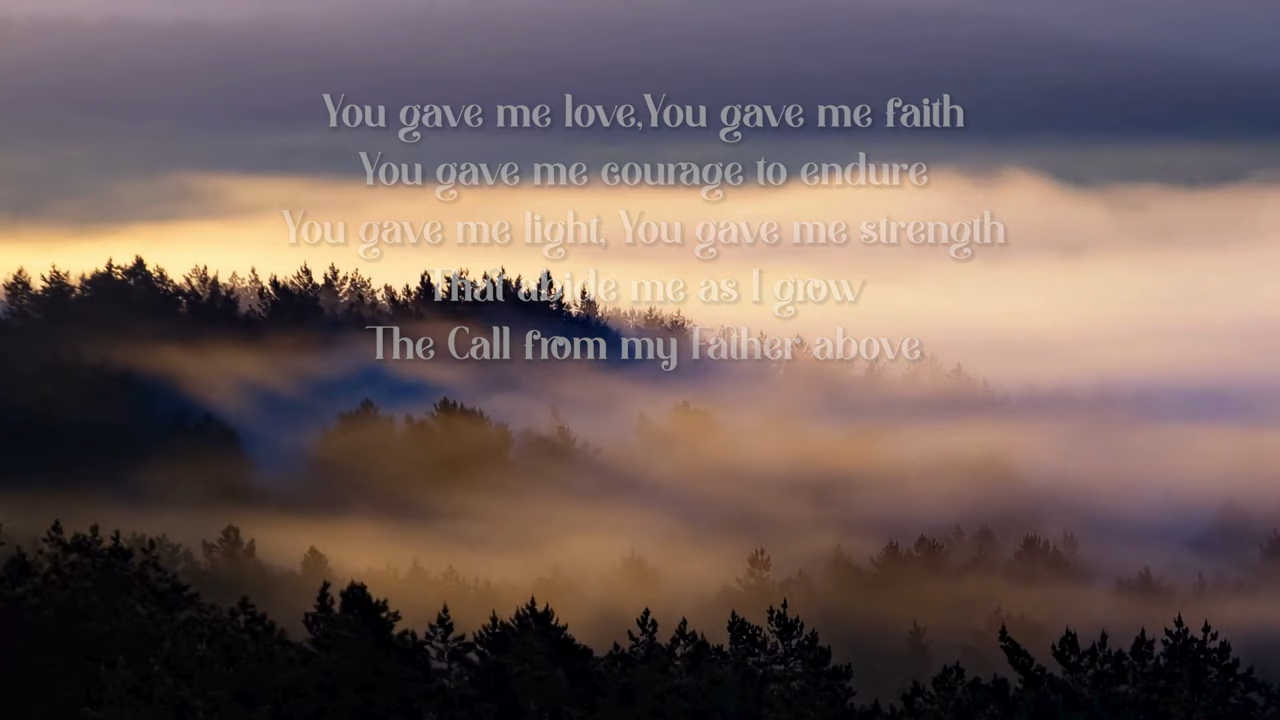 You gave me love,You gave me faith
You gave me courage to endure
You gave me light, You gave me strength
That abide me as I grow
The Call from my Father above